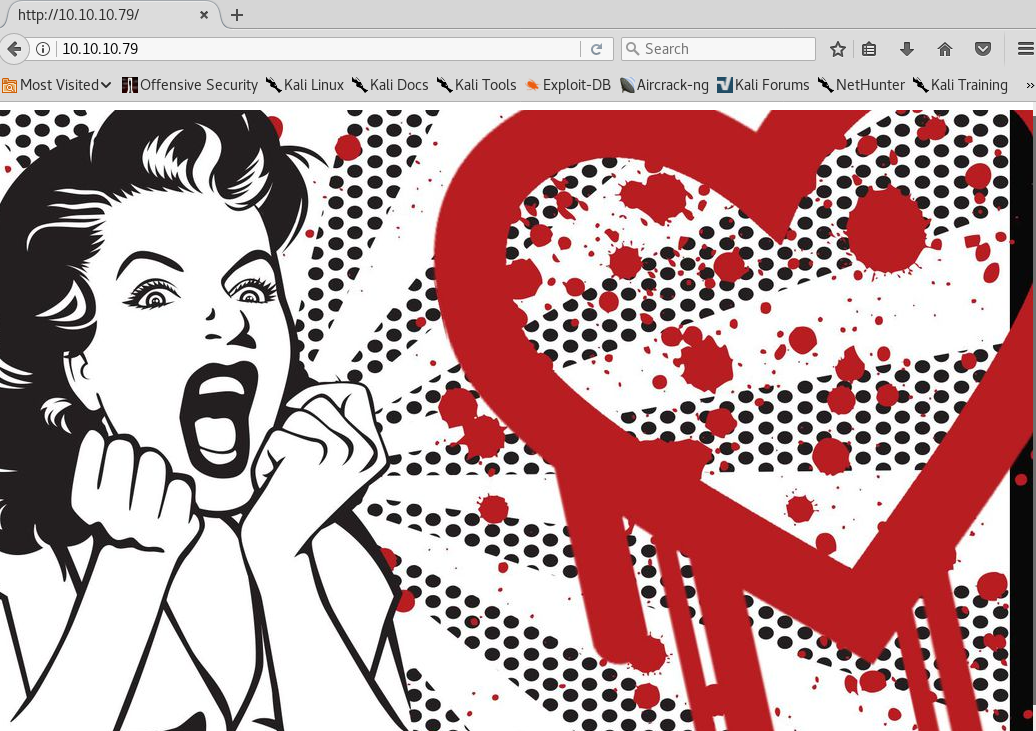 http://10.10.10.79/
10.10.10.79 Search
Most Visited Offensive Security Kali Linux Kali Docs Kali Tools Exploit-DB Aircrack-ng Kali Forums NetHunter Kali Training »